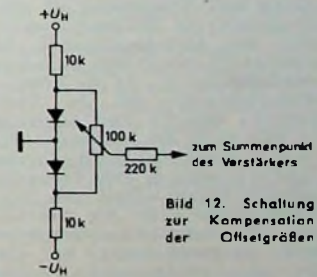 +U_H
10k
100 k
220 k
zum Summenpunkt
des Verstärkers
10k
-U_H
Bild 12. Schaltung
zur Kompensation
der Offsetgrößen